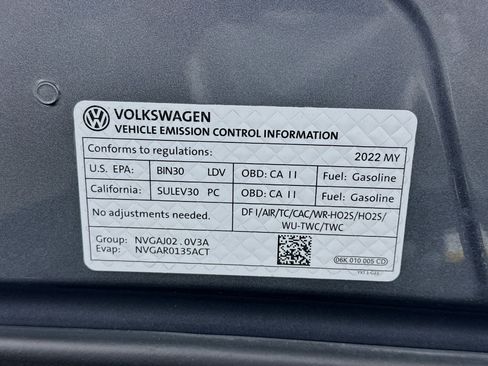 VOLKSWAGEN
VEHICLE EMISSION CONTROL INFORMATION
Conforms to regulations: 2022 MY
U.S. EPA: BIN30 LDV OBD: CA II Fuel: Gasoline
California: SULEV30 PC OBD: CA II Fuel: Gasoline
No adjustments needed. DFI/AIR/TC/CAC/WR-HO2S/HO2S/
WU-TWC/TWC
Group: NVGAJ02.0V3A
Evap: NVGAR0135ACT
06K 010 005 CD